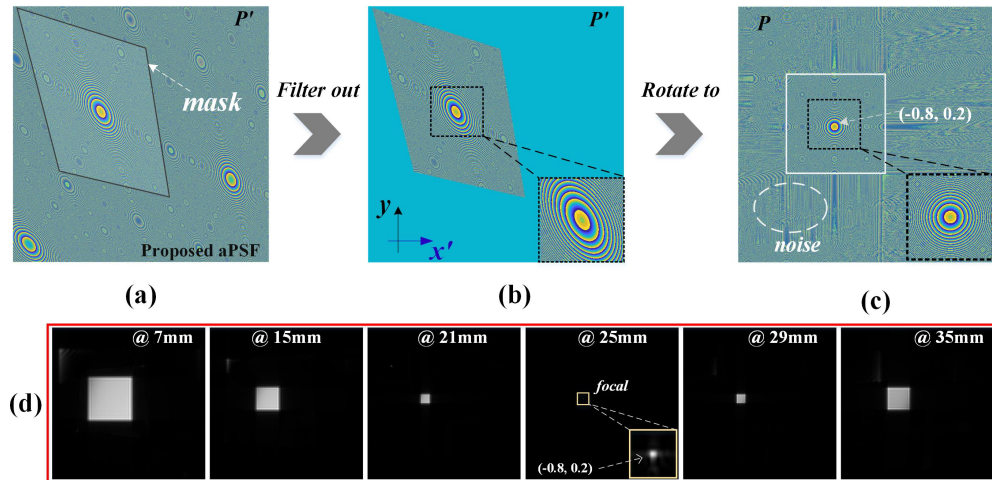 P'
mask
Proposed aPSF
Filter out
P'
y
x'
Rotate to
P
(-0.8, 0.2)
noise
(a)
(b)
(c)
(d)
@ 7mm
@ 15mm
@ 21mm
@ 25mm
focal
(-0.8, 0.2)
@ 29mm
@ 35mm